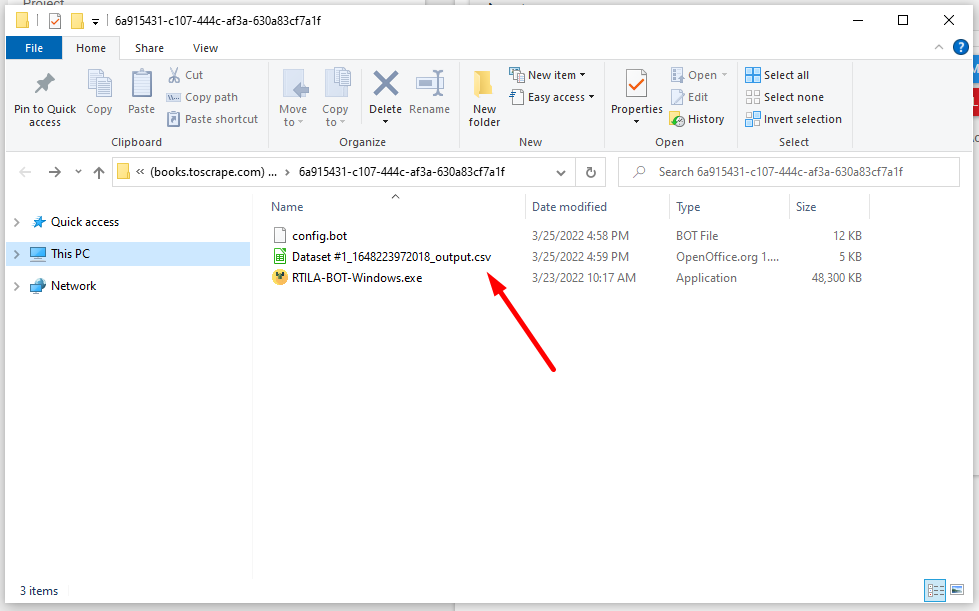 Project
6a915431-c107-444c-af3a-630a83cf7a1f
File Home Share View
Pin to Quick access
Copy
Paste
Cut
Copy path
Paste shortcut
Clipboard
Move to
Copy to
Delete
Rename
Organize
New folder
New item
Easy access
New
Properties
Open
Edit
History
Open
Select all
Select none
Invert selection
Select
« (books.toscrape.com) ... › 6a915431-c107-444c-af3a-630a83cf7a1f
Search 6a915431-c107-444c-af3a-630a83cf7a1f
Quick access
This PC
Network
Name Date modified Type Size
config.bot 3/25/2022 4:58 PM BOT File 12 KB
Dataset #1_1648223972018_output.csv 3/25/2022 4:59 PM OpenOffice.org 1.... 5 KB
RTILA-BOT-Windows.exe 3/23/2022 10:17 AM Application 48,300 KB
3 items